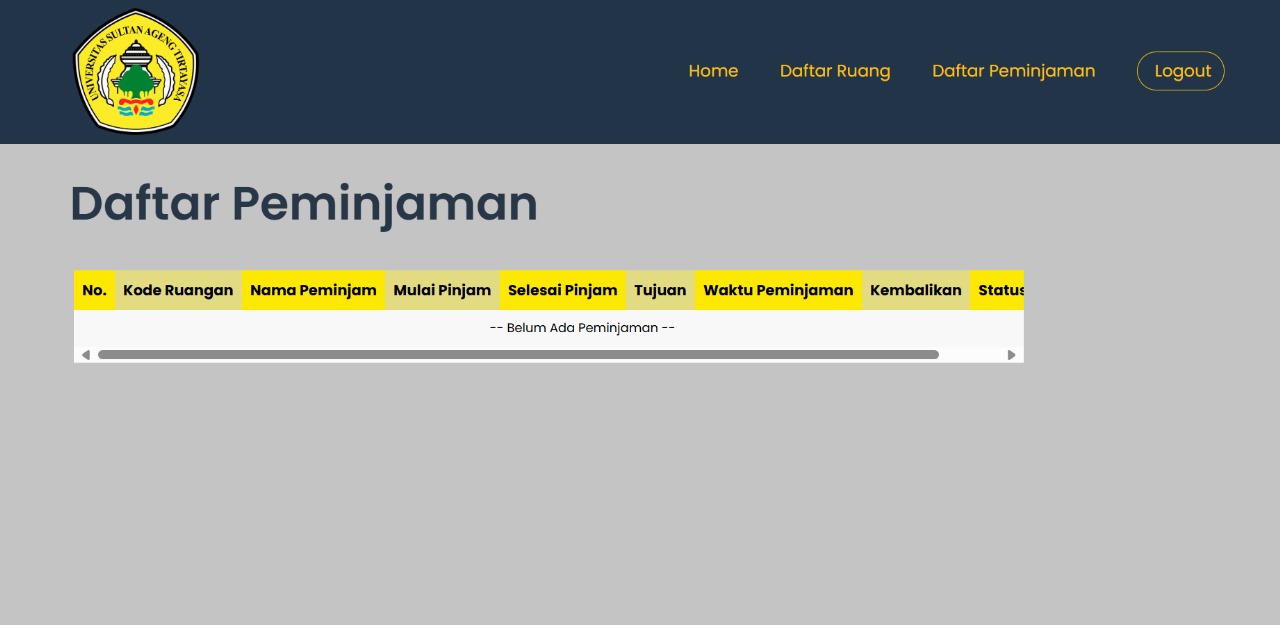 UNIVERSITAS SULTAN AGENG TIRTAYASA
Home Daftar Ruang Daftar Peminjaman Logout
Daftar Peminjaman
No. Kode Ruangan Nama Peminjam Mulai Pinjam Selesai Pinjam Tujuan Waktu Peminjaman Kembalikan Status
-- Belum Ada Peminjaman --